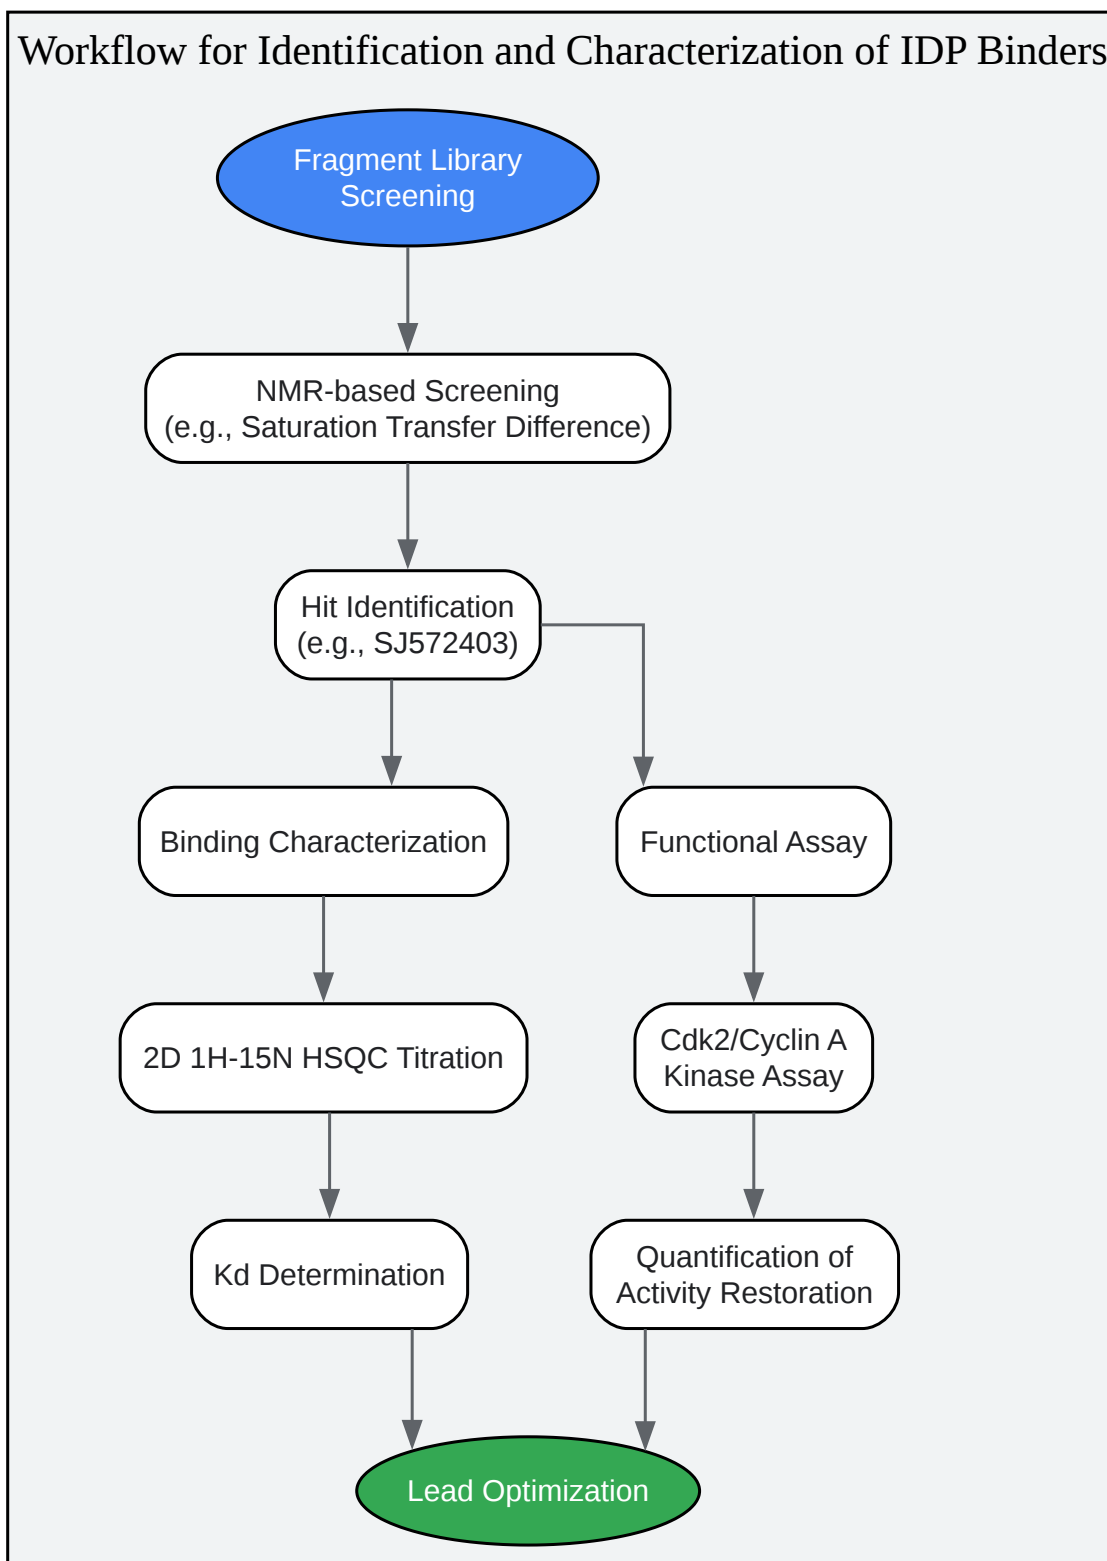 Workflow for Identification and Characterization of IDP Binders
Fragment Library
Screening
NMR-based Screening
(e.g., Saturation Transfer Difference)
Hit Identification
(e.g., SJ572403)
Binding Characterization
Functional Assay
2D 1H-15N HSQC Titration
Cdk2/Cyclin A
Kinase Assay
Kd Determination
Quantification of
Activity Restoration
Lead Optimization